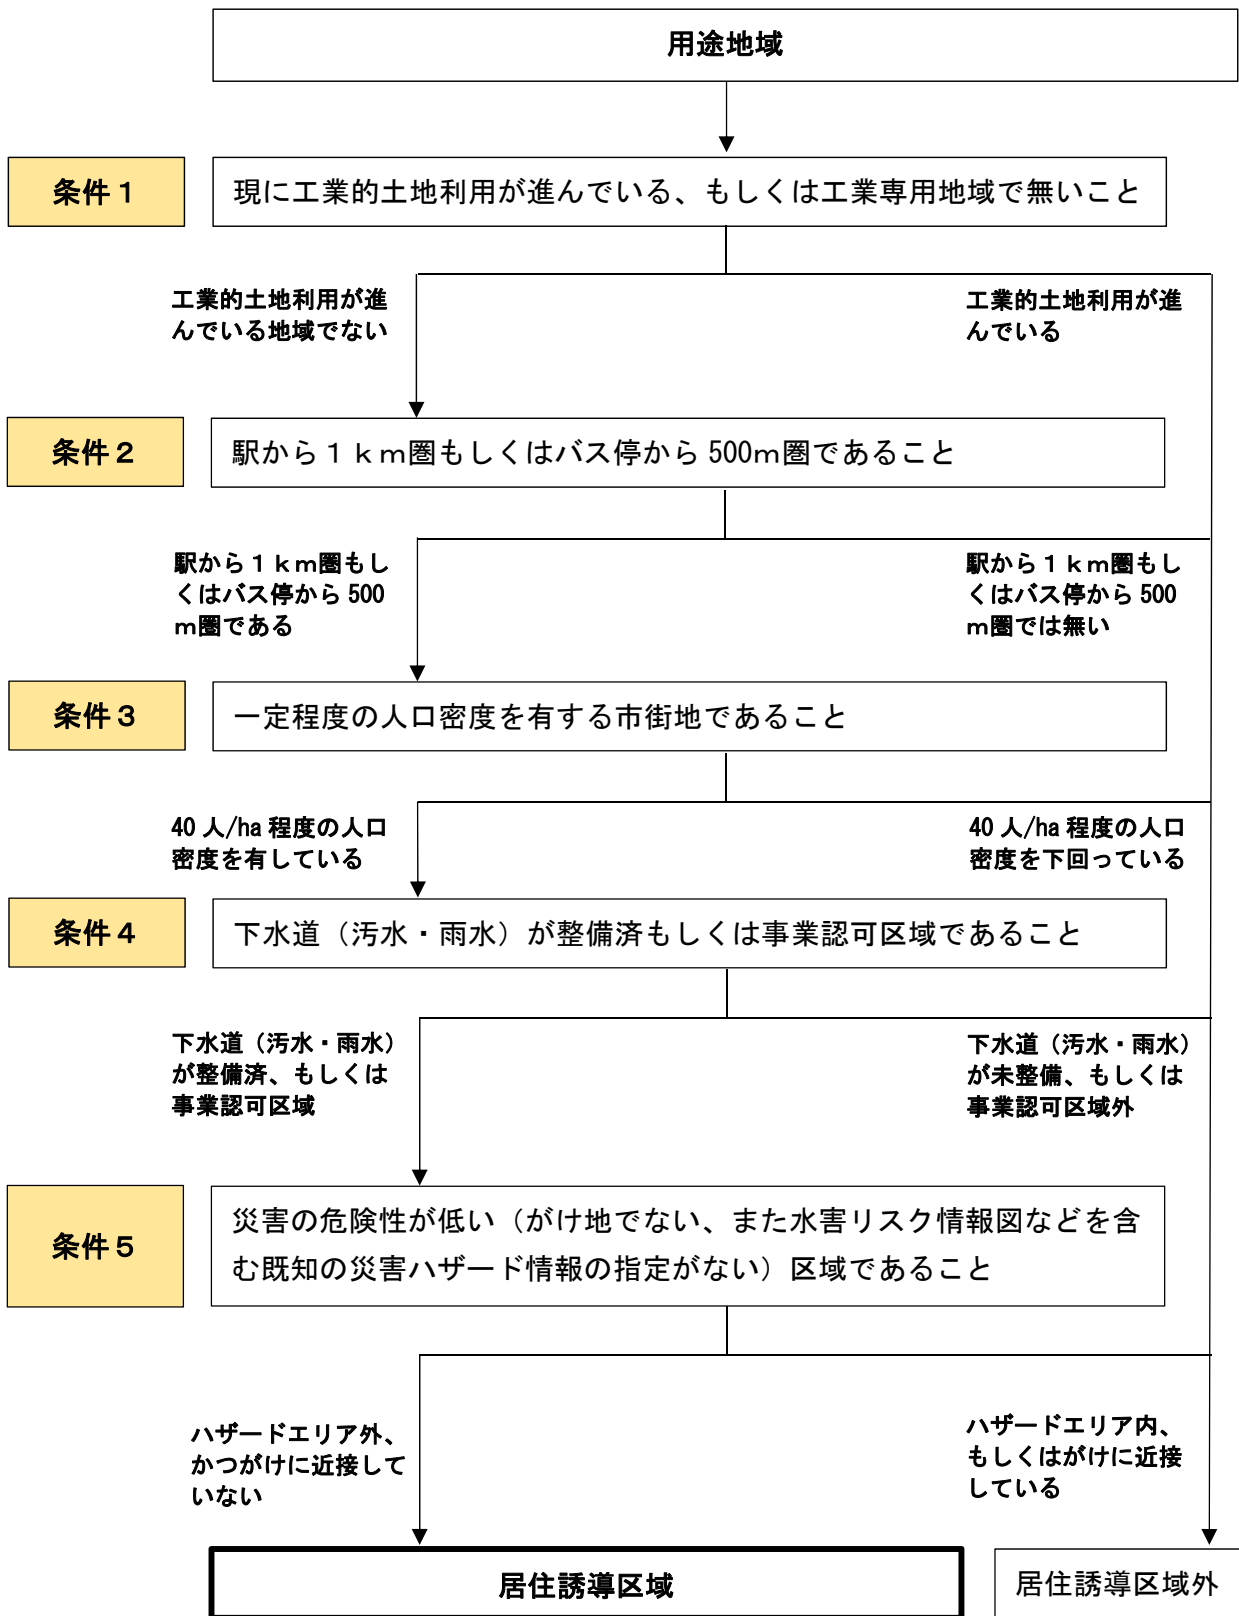 用途地域
条件１
現に工業的土地利用が進んでいる、もしくは工業専用地域で無いこと
工業的土地利用が進
んでいる地域でない
工業的土地利用が進
んでいる
条件２
駅から１ｋｍ圏もしくはバス停から 500ｍ圏であること
駅から１ｋｍ圏もし
くはバス停から 500
ｍ圏である
駅から１ｋｍ圏もし
くはバス停から 500
ｍ圏では無い
条件３
一定程度の人口密度を有する市街地であること
40 人/ha 程度の人口
密度を有している
40 人/ha 程度の人口
密度を下回っている
条件４
下水道（汚水・雨水）が整備済もしくは事業認可区域であること
下水道（汚水・雨水）
が整備済、もしくは
事業認可区域
下水道（汚水・雨水）
が未整備、もしくは
事業認可区域外
条件５
災害の危険性が低い（がけ地でない、また水害リスク情報図などを含
む既知の災害ハザード情報の指定がない）区域であること
ハザードエリア外、
かつがけに近接して
いない
ハザードエリア内、
もしくはがけに近接
している
居住誘導区域
居住誘導区域外